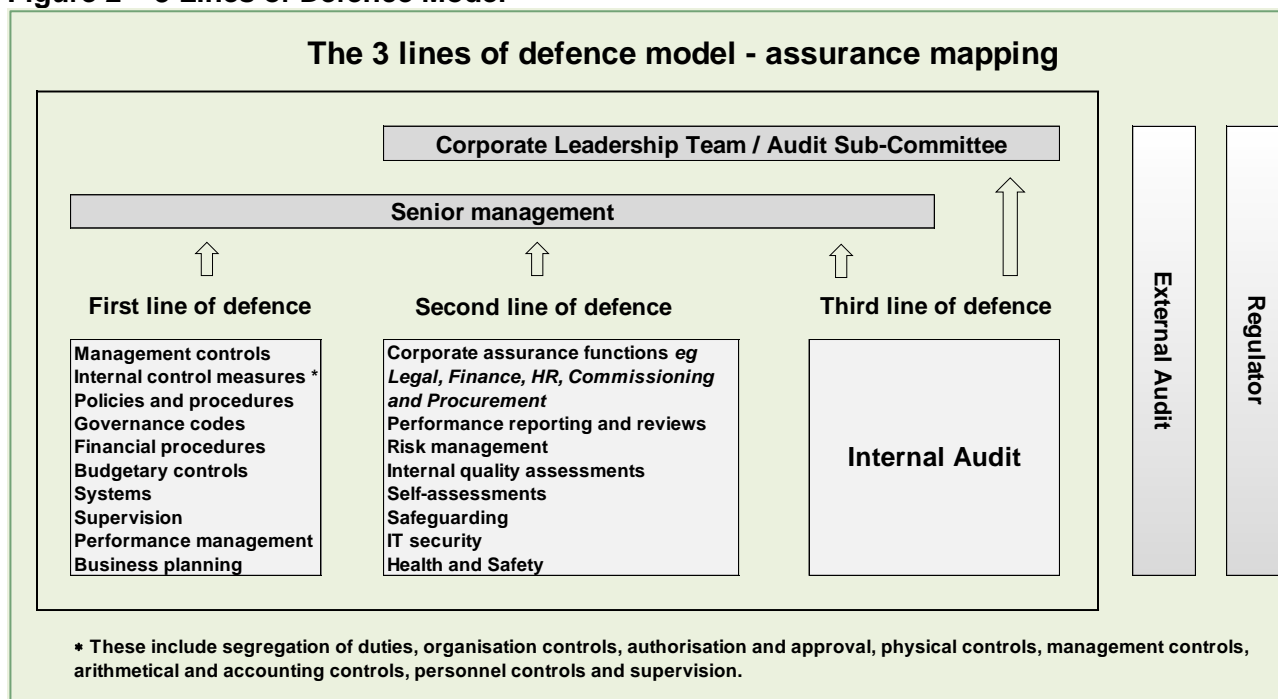 The 3 lines of defence model - assurance mapping
Corporate Leadership Team / Audit Sub-Committee
Senior management
First line of defence
Management controls
Internal control measures *
Policies and procedures
Governance codes
Financial procedures
Budgetary controls
Systems
Supervision
Performance management
Business planning
Second line of defence
Corporate assurance functions eg
Legal, Finance, HR, Commissioning
and Procurement
Performance reporting and reviews
Risk management
Internal quality assessments
Self-assessments
Safeguarding
IT security
Health and Safety
Third line of defence
Internal Audit
External Audit
Regulator
* These include segregation of duties, organisation controls, authorisation and approval, physical controls, management controls,
arithmetical and accounting controls, personnel controls and supervision.